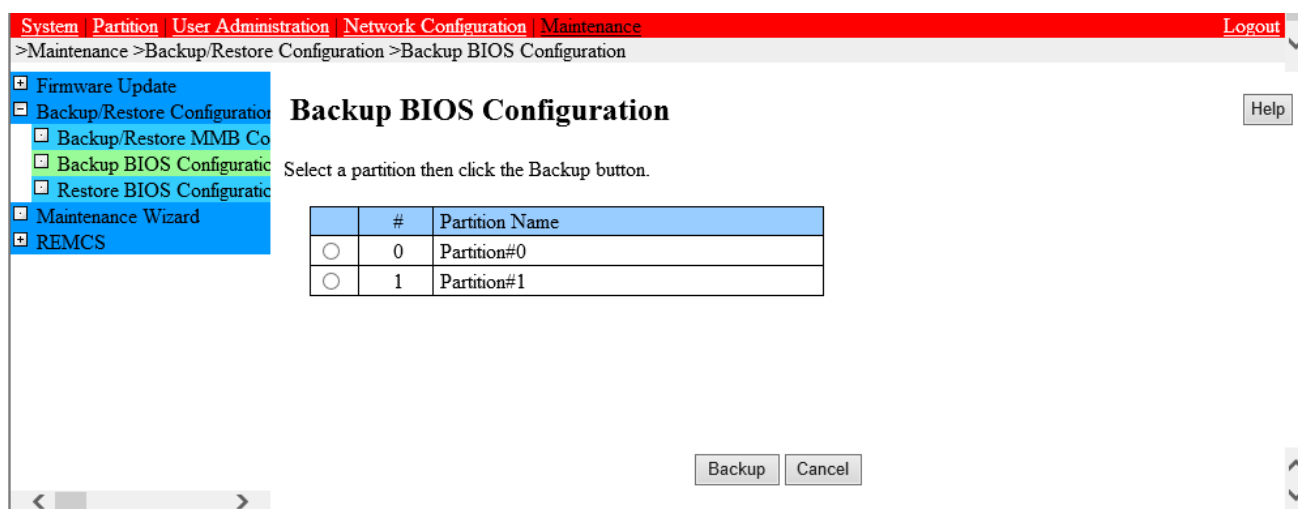 System | Partition | User Administration | Network Configuration | Maintenance Logout
>Maintenance >Backup/Restore Configuration >Backup BIOS Configuration
Firmware Update
Backup/Restore Configuration
Backup/Restore MMB Co
Backup BIOS Configuratic
Restore BIOS Configuratic
Maintenance Wizard
REMCS
Backup BIOS Configuration
Help
Select a partition then click the Backup button.
# Partition Name
0 Partition#0
1 Partition#1
Backup Cancel